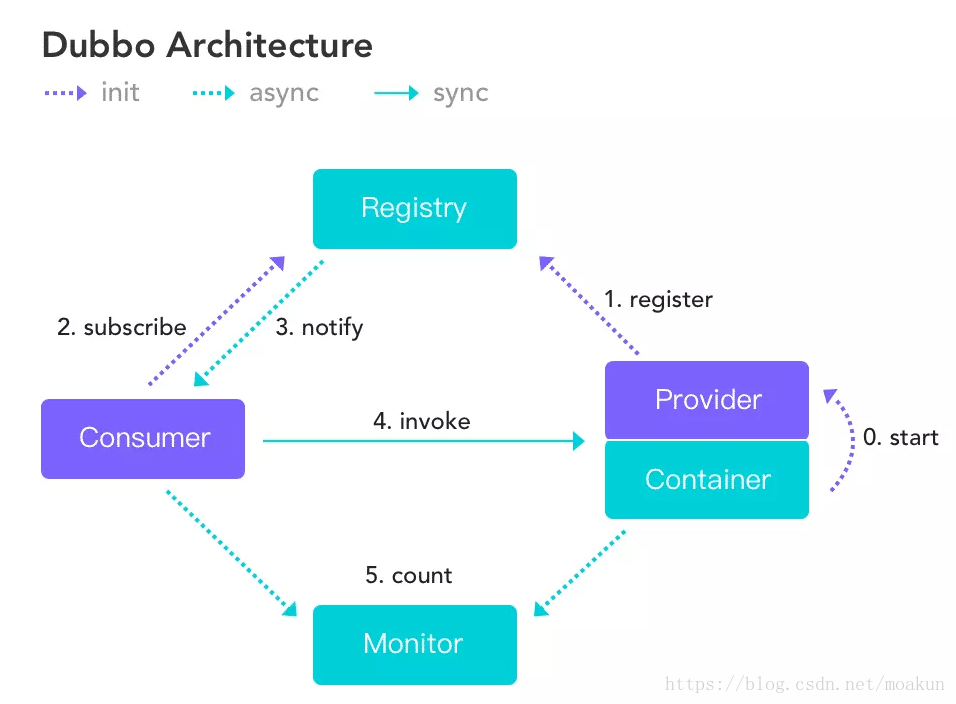 Dubbo Architecture
init async sync
Registry
1. register
2. subscribe 3. notify
Provider
4. invoke
Consumer
0. start
Container
5. count
Monitor
https://blog.csdn.net/moakun